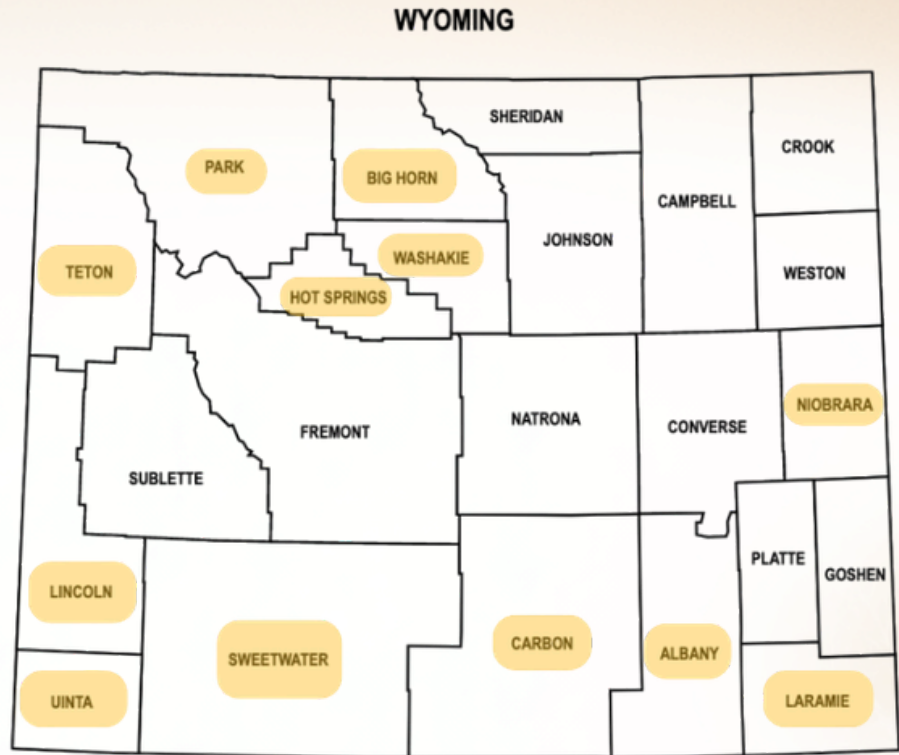 WYOMING
SHERIDAN
CROOK
PARK
BIG HORN
CAMPBELL
JOHNSON
WASHAKIE
TETON
WESTON
HOT SPRINGS
NIOBRARA
NATRONA
CONVERSE
FREMONT
SUBLETTE
PLATTE
GOSHEN
LINCOLN
CARBON
ALBANY
SWEETWATER
UINTA
LARAMIE